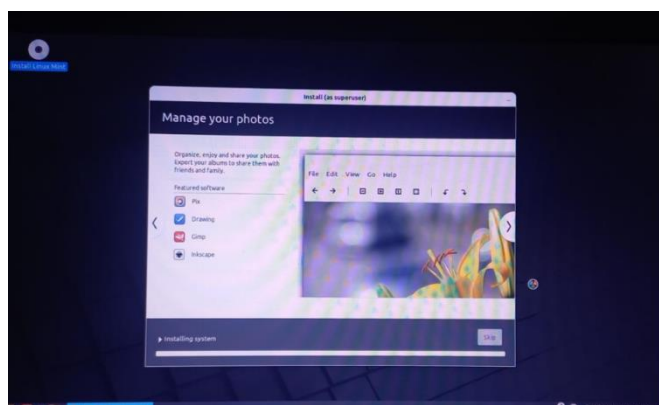 Install Linux Mint
Install (as superuser)
Manage your photos
Organize, enjoy and share your photos.
Export your albums to share them with
friends and family.
Featured software
Pix
Drawing
Gimp
Inkscape
File Edit View Go Help
Installing system
Skip